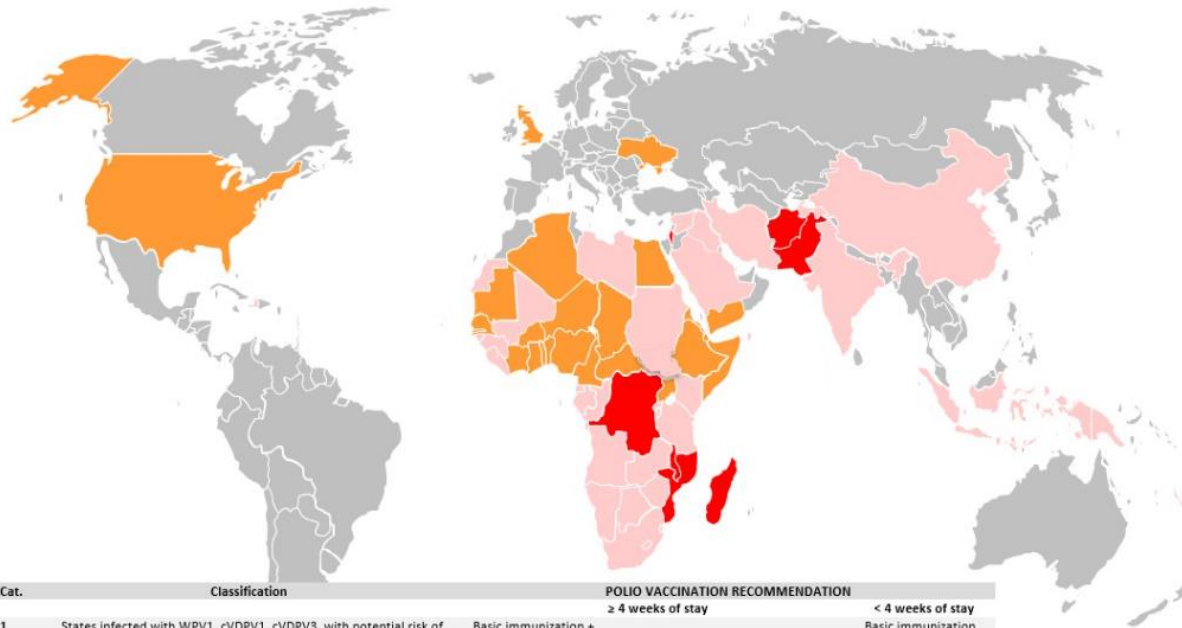 Cat. Classification POLIO VACCINATION RECOMMENDATION
≥ 4 weeks of stay < 4 weeks of stay
1 States infected with WPV1, cVDPV1, cVDPV3, with potential risk of Basic immunization + Basic immunization